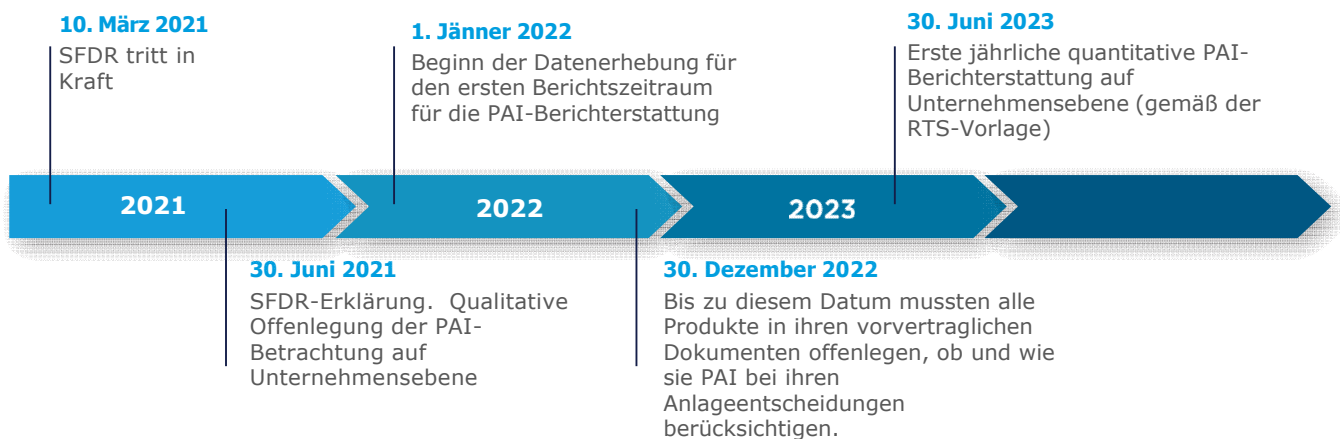 10. März 2021
SFDR tritt in
Kraft
1. Jänner 2022
Beginn der Datenerhebung für
den ersten Berichtszeitraum
für die PAI-Berichterstattung
30. Juni 2023
Erste jährliche quantitative PAI-
Berichterstattung auf
Unternehmensebene (gemäß der
RTS-Vorlage)
2021
2022
2023
30. Juni 2021
SFDR-Erklärung.  Qualitative
Offenlegung der PAI-
Betrachtung auf
Unternehmensebene
30. Dezember 2022
Bis zu diesem Datum mussten alle
Produkte in ihren vorvertraglichen
Dokumenten offenlegen, ob und wie
sie PAI bei ihren
Anlageentscheidungen
berücksichtigen.